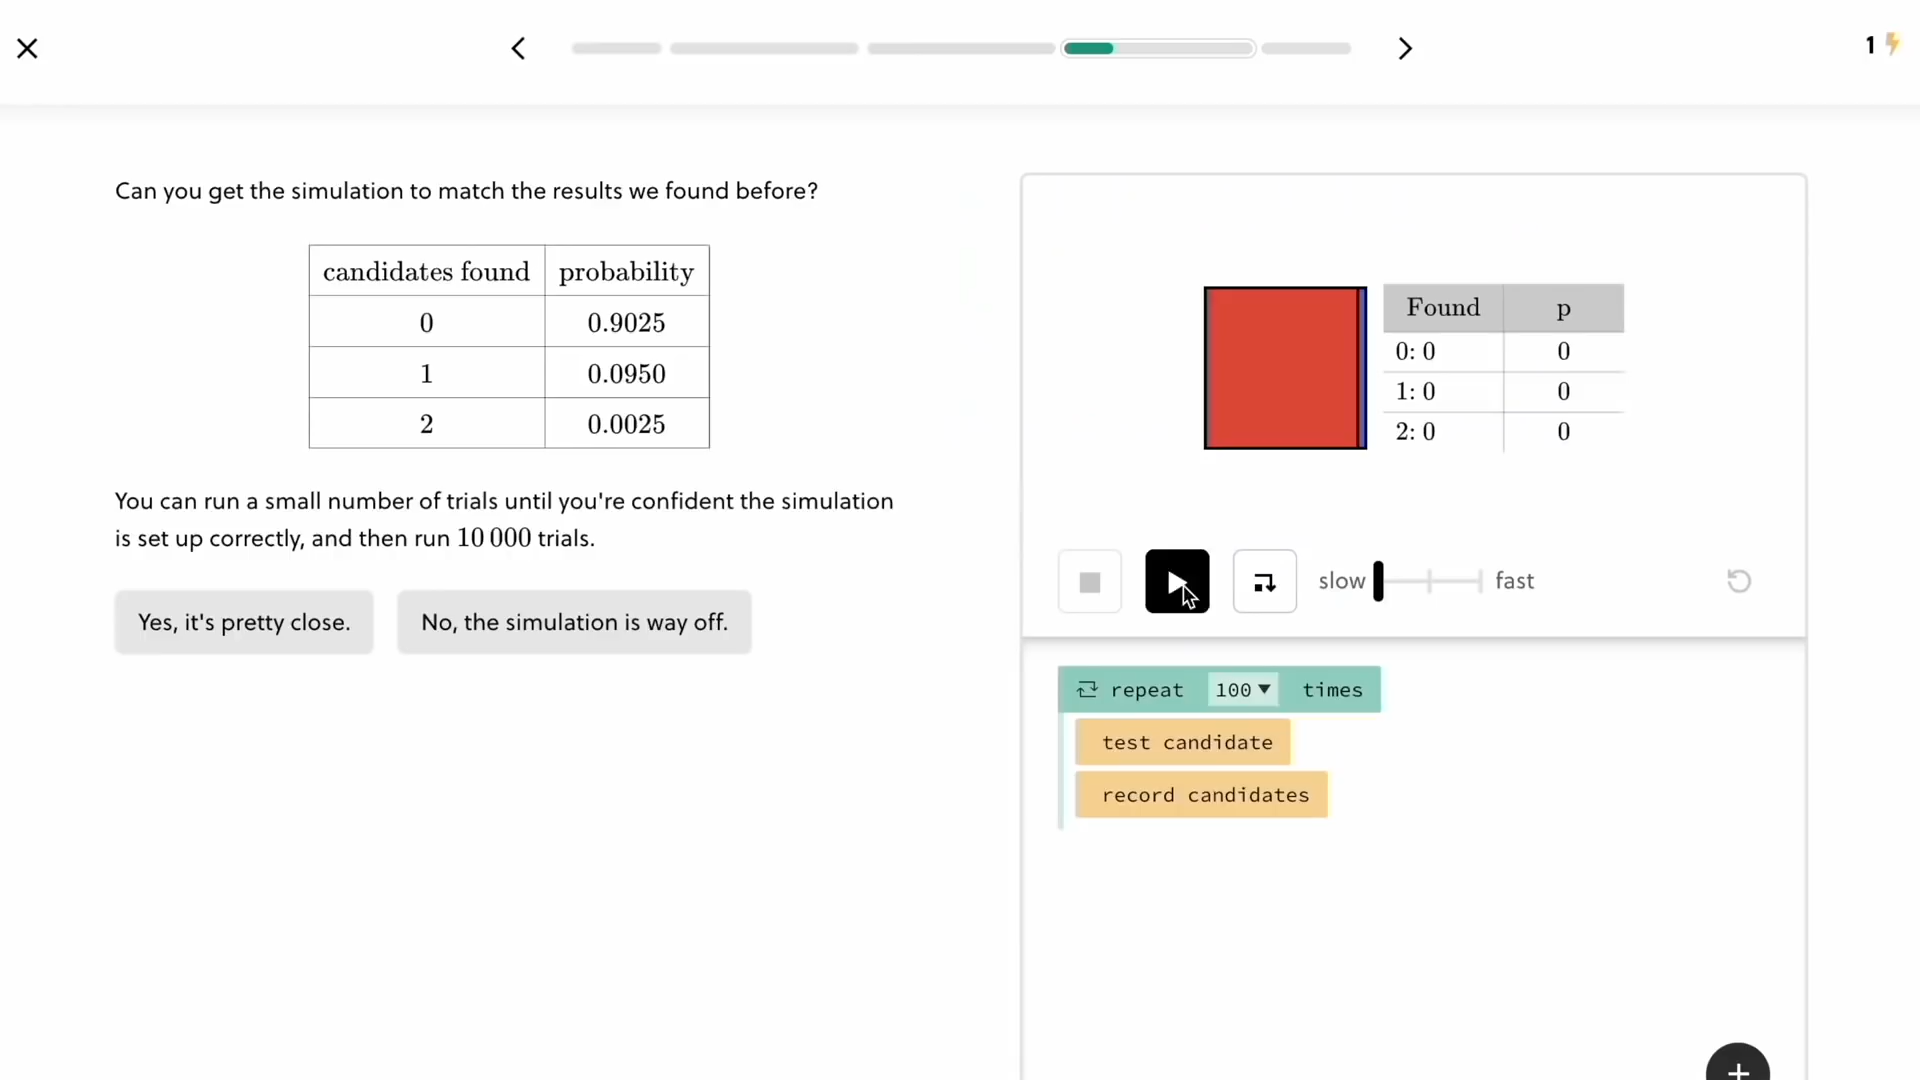 1
Can you get the simulation to match the results we found before?
candidates found probability
0 0.9025
1 0.0950
2 0.0025
You can run a small number of trials until you're confident the simulation
is set up correctly, and then run 10 000 trials.
Yes, it's pretty close. No, the simulation is way off.
Found p
0: 0 0
1: 0 0
2: 0 0
slow fast
repeat 100 times
test candidate
record candidates